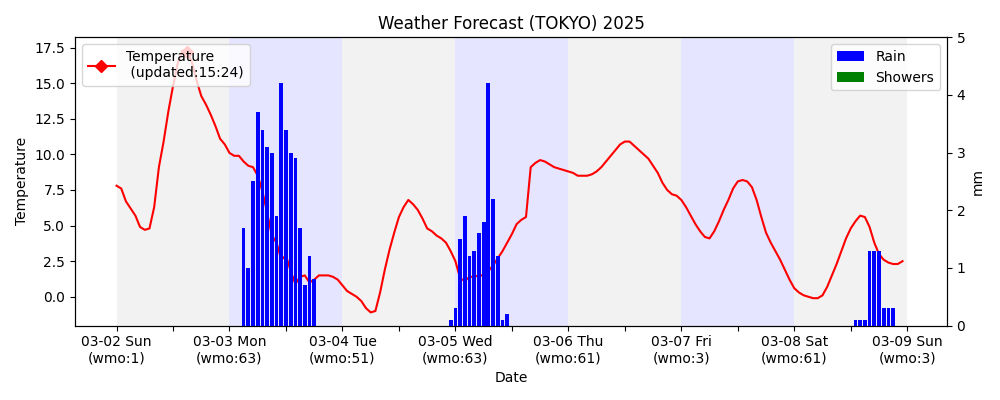 Weather Forecast (TOKYO) 2025
Temperature
(updated:15:24)
Rain
Showers
17.5
15.0
12.5
10.0
7.5
5.0
2.5
0.0
Temperature
5
4
3
2
1
0
mm
03-02 Sun
(wmo:1)
03-03 Mon
(wmo:63)
03-04 Tue
(wmo:51)
03-05 Wed
(wmo:63)
03-06 Thu
(wmo:61)
03-07 Fri
(wmo:3)
03-08 Sat
(wmo:61)
03-09 Sun
(wmo:3)
Date